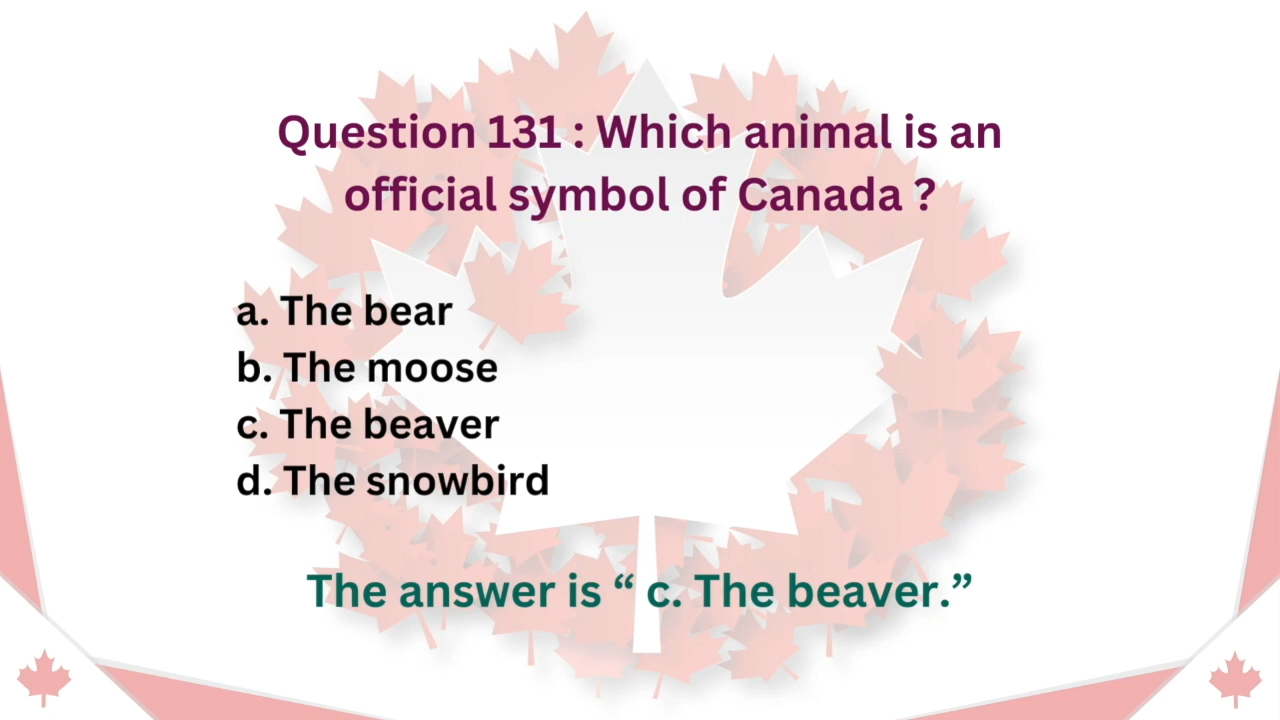 Question 131 : Which animal is an
official symbol of Canada ?
a. The bear
b. The moose
c. The beaver
d. The snowbird
The answer is “ c. The beaver.”